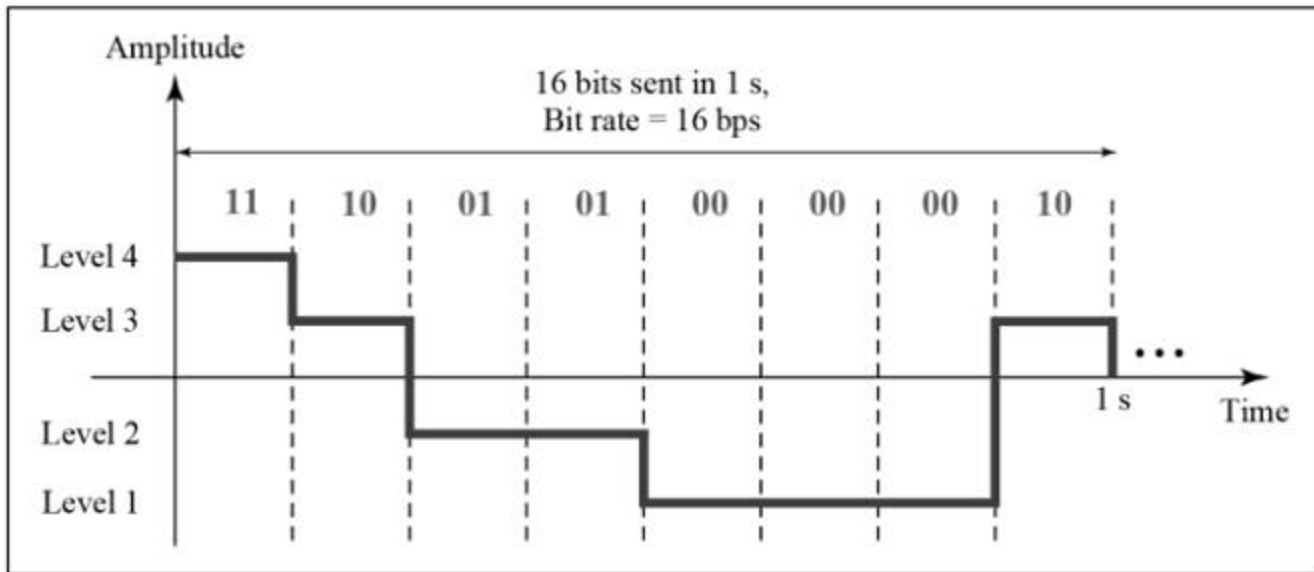 Amplitude
16 bits sent in 1 s,
Bit rate = 16 bps
11 10 01 01 00 00 00 10
Level 4
Level 3
1 s
Time
Level 2
Level 1